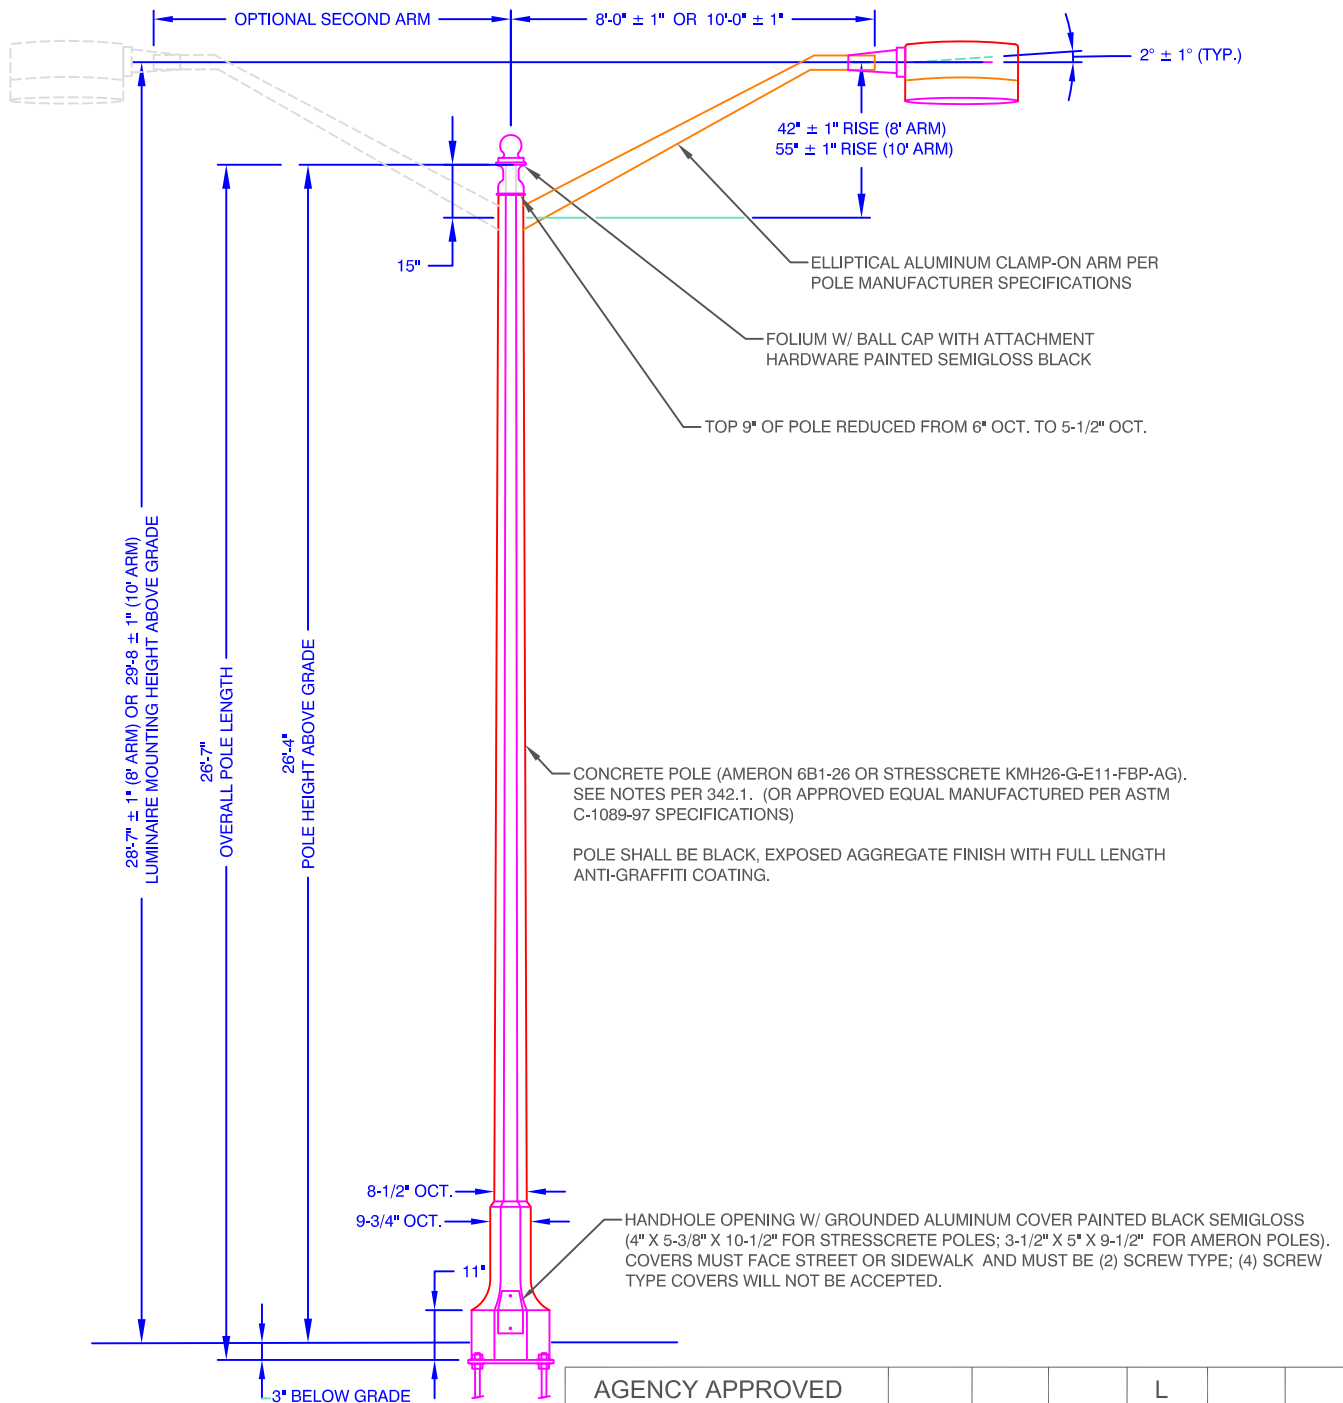 OPTIONAL SECOND ARM
8'-0" ± 1" OR 10'-0" ± 1"
2° ± 1° (TYP.)
42" ± 1" RISE (8' ARM)
55" ± 1" RISE (10' ARM)
15"
ELLIPTICAL ALUMINUM CLAMP-ON ARM PER
POLE MANUFACTURER SPECIFICATIONS
FOLIUM W/ BALL CAP WITH ATTACHMENT
HARDWARE PAINTED SEMIGLOSS BLACK
TOP 9" OF POLE REDUCED FROM 6" OCT. TO 5-1/2" OCT.
28'-7" ± 1" (8' ARM) OR 29'-8 ± 1" (10' ARM)
LUMINAIRE MOUNTING HEIGHT ABOVE GRADE
26'-7"
OVERALL POLE LENGTH
26'-4"
POLE HEIGHT ABOVE GRADE
CONCRETE POLE (AMERON 6B1-26 OR STRESSCRETE KMH26-G-E11-FBP-AG).
SEE NOTES PER 342.1. (OR APPROVED EQUAL MANUFACTURED PER ASTM
C-1089-97 SPECIFICATIONS)
POLE SHALL BE BLACK, EXPOSED AGGREGATE FINISH WITH FULL LENGTH
ANTI-GRAFFITI COATING.
8-1/2" OCT.
9-3/4" OCT.
HANDHOLE OPENING W/ GROUNDED ALUMINUM COVER PAINTED BLACK SEMIGLOSS
(4" X 5-3/8" X 10-1/2" FOR STRESSCRETE POLES; 3-1/2" X 5" X 9-1/2" FOR AMERON POLES).
COVERS MUST FACE STREET OR SIDEWALK AND MUST BE (2) SCREW TYPE; (4) SCREW
TYPE COVERS WILL NOT BE ACCEPTED.
11"
3" BELOW GRADE
AGENCY APPROVED
L